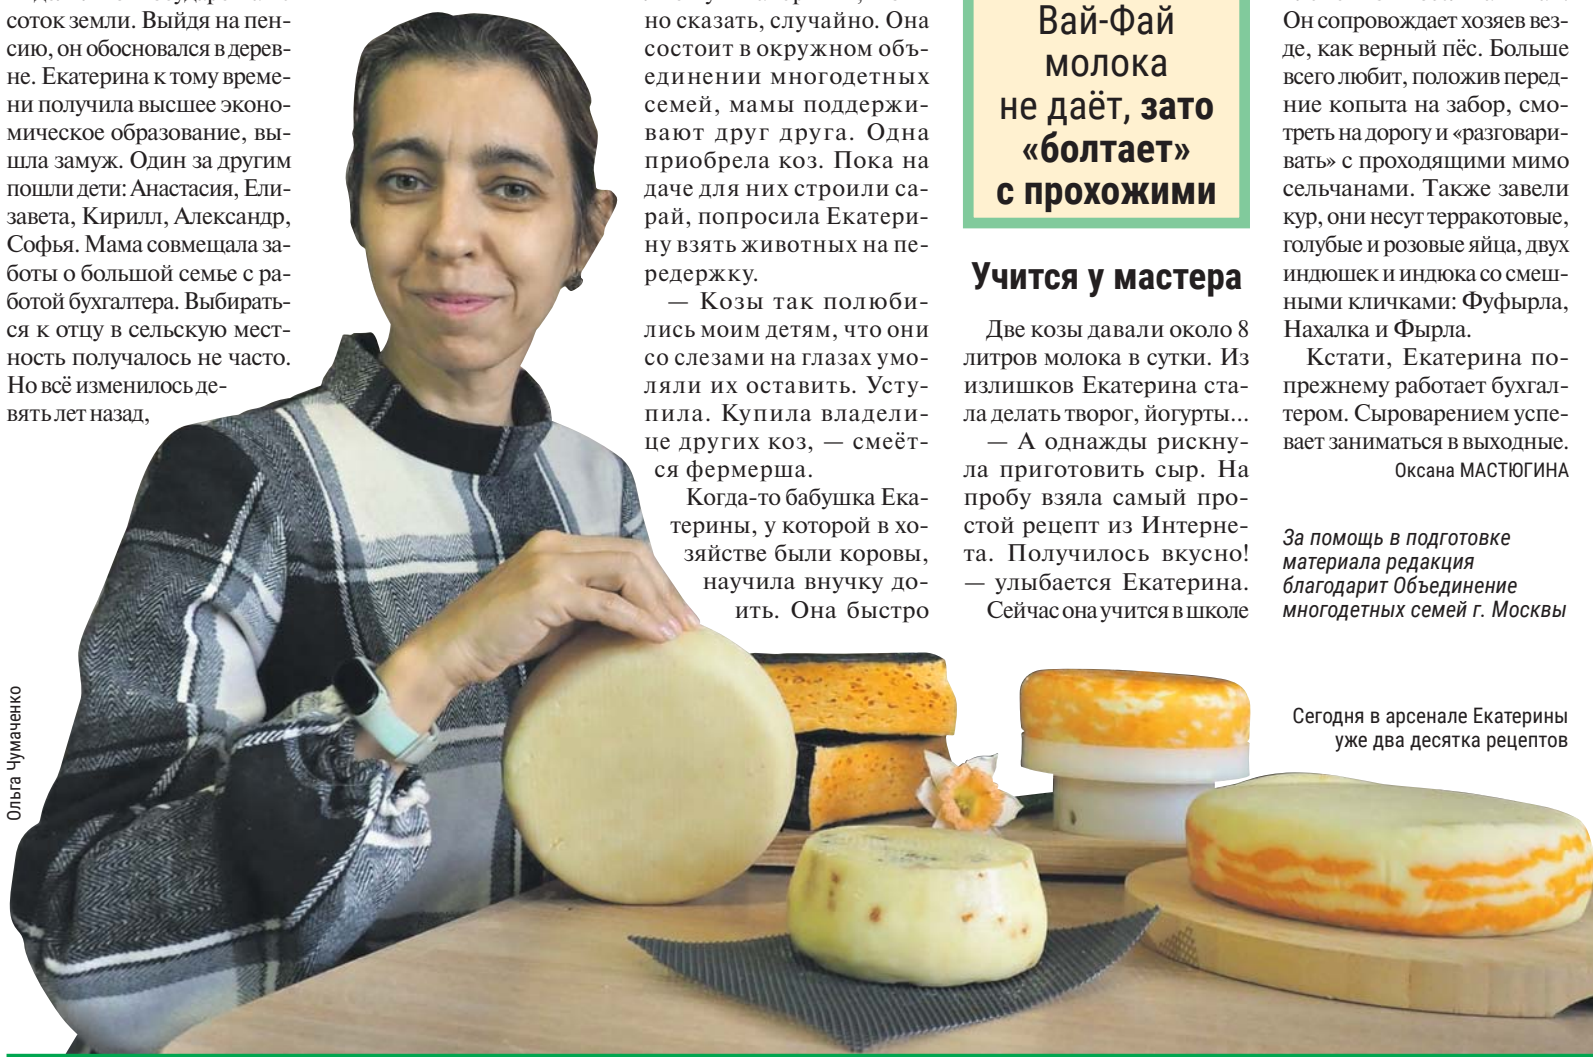 соток земли. Выйдя на пен-
сию, он обосновался в дерев-
не. Екатерина к тому време-
ни получила высшее эконо-
мическое образование, вы-
шла замуж. Один за другим
пошли дети: Анастасия, Ели-
завета, Кирилл, Александр,
Софья. Мама совмещала за-
боты о большой семье с ра-
ботой бухгалтера. Выбирать-
ся к отцу в сельскую мест-
ность получалось не часто.
Но всё изменилось де-
вять лет назад,
но сказать, случайно. Она
состоит в окружном объ-
единении многодетных
семей, мамы поддержи-
вают друг друга. Одна
приобрела коз. Пока на
даче для них строили са-
рай, попросила Екатери-
ну взять животных на пе-
редержку.
— Козы так полюби-
лись моим детям, что они
со слезами на глазах умо-
ляли их оставить. Усту-
пила. Купила владели-
це других коз, — смеёт-
ся фермерша.
Когда-то бабушка Ека-
терины, у которой в хо-
зяйстве были коровы,
научила внучку до-
ить. Она быстро
Вай-Фай
молока
не даёт, зато
«болтает»
с прохожими
Учится у мастера
Две козы давали около 8
литров молока в сутки. Из
излишков Екатерина ста-
ла делать творог, йогурты...
— А однажды рискну-
ла приготовить сыр. На
пробу взяла самый про-
стой рецепт из Интерне-
та. Получилось вкусно!
— улыбается Екатерина.
Сейчас она учится в школе
Он сопровождает хозяев вез-
де, как верный пёс. Больше
всего любит, положив перед-
ние копыта на забор, смо-
треть на дорогу и «разговари-
вать» с проходящими мимо
сельчанами. Также завели
кур, они несут терракотовые,
голубые и розовые яйца, двух
индюшек и индюка со смеш-
ными кличками: Фуфырла,
Нахалка и Фырла.
Кстати, Екатерина по-
прежнему работает бухгал-
тером. Сыроварением успе-
вает заниматься в выходные.
Оксана МАСТЮГИНА
За помощь в подготовке
материала редакция
благодарит Объединение
многодетных семей г. Москвы
Сегодня в арсенале Екатерины
уже два десятка рецептов
Ольга Чумаченко